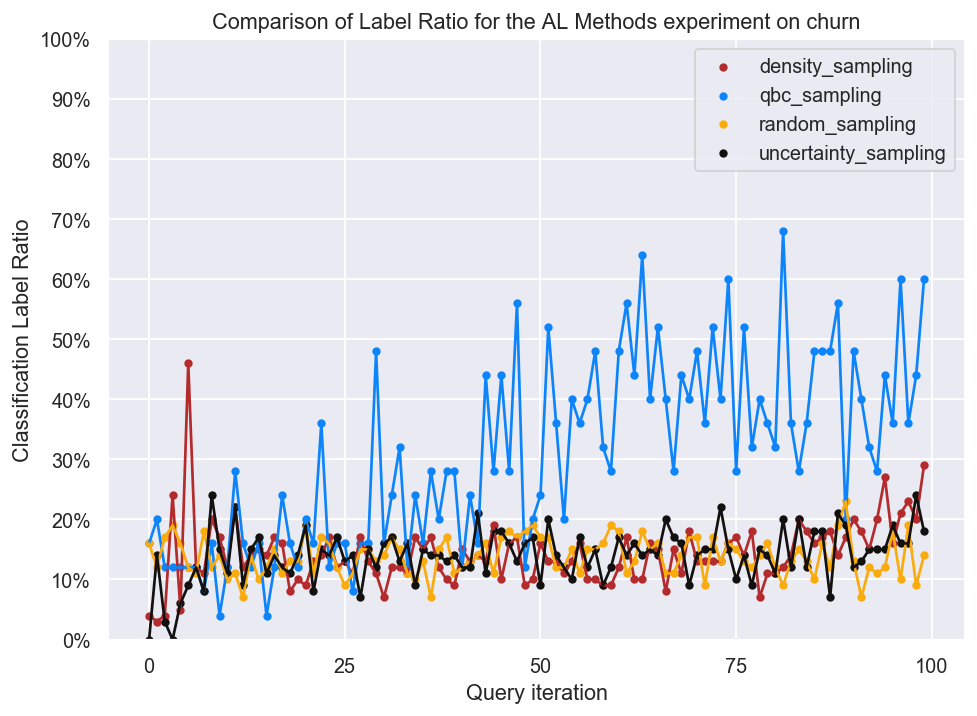 Comparison of Label Ratio for the AL Methods experiment on churn
100%
90%
80%
70%
60%
50%
40%
30%
20%
10%
0%
Classification Label Ratio
density_sampling
qbc_sampling
random_sampling
uncertainty_sampling
0
25
50
75
100
Query iteration